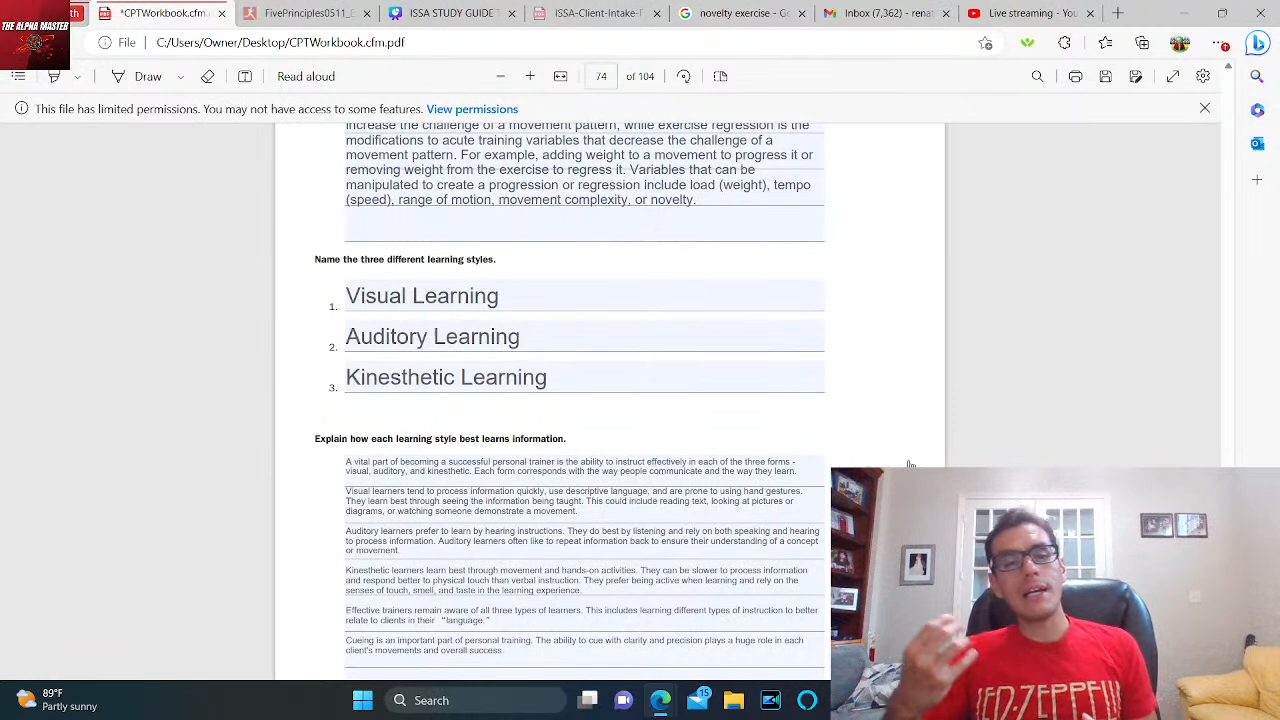 THE ALPHA MASTER
*CPTWorkbook.cfm.pdf
FivePrinciples0511_E
ISSA STUDY GUIDE
ISSA-Client-Intake-F
novelty exercise
Inbox (7,362) - renat
Live streaming - You
File
C:/Users/Owner/Desktop/CPTWorkbook.cfm.pdf
Draw
Read aloud
74
of 104
This file has limited permissions. You may not have access to some features. View permissions
increase the challenge of a movement pattern, while exercise regression is the
modifications to acute training variables that decrease the challenge of a
movement pattern. For example, adding weight to a movement to progress it or
removing weight from the exercise to regress it. Variables that can be
manipulated to create a progression or regression include load (weight), tempo
(speed), range of motion, movement complexity, or novelty.
Name the three different learning styles.
1. Visual Learning
2. Auditory Learning
3. Kinesthetic Learning
Explain how each learning style best learns information.
A vital part of becoming a successful personal trainer is the ability to instruct effectively in each of the three forms -
visual, auditory, and kinesthetic. Each form corresponds with the way people communicate and the way they learn.
Visual learners tend to process information quickly, use descriptive language, and are prone to using hand gestures.
They learn best through seeing the information being taught. This could include reading text, looking at pictures or
diagrams, or watching someone demonstrate a movement.
Auditory learners prefer to learn by hearing instructions. They do best by listening and rely on both speaking and hearing
to process information. Auditory learners often like to repeat information back to ensure their understanding of a concept
or movement.
Kinesthetic learners learn best through movement and hands-on activities. They can be slower to process information
and respond better to physical touch than verbal instruction. They prefer being active when learning and rely on the
senses of touch, smell, and taste in the learning experience.
Effective trainers remain aware of all three types of learners. This includes learning different types of instruction to better
relate to clients in their “language.”
Cueing is an important part of personal training. The ability to cue with clarity and precision plays a huge role in each
client's movements and overall success.
LED-ZEPPELIN
89°F
Partly sunny
Search
15